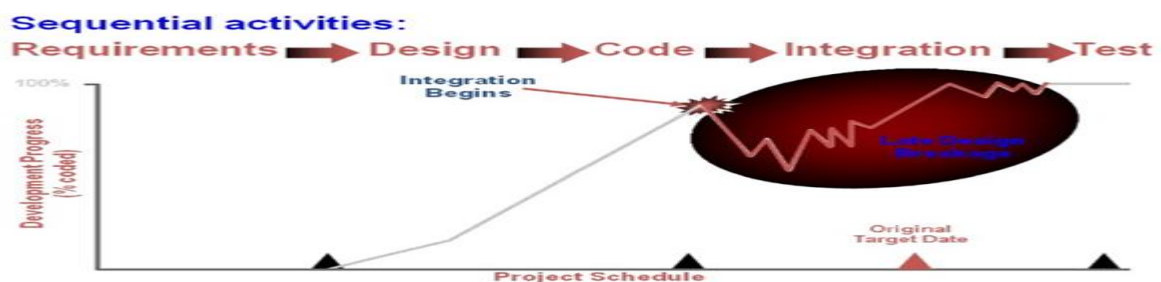 Sequential activities:
Requirements Design Code Integration Test
100%
Integration
Begins
Late Design
Breakage
Development Progress
(% coded)
Original
Target Date
Project Schedule